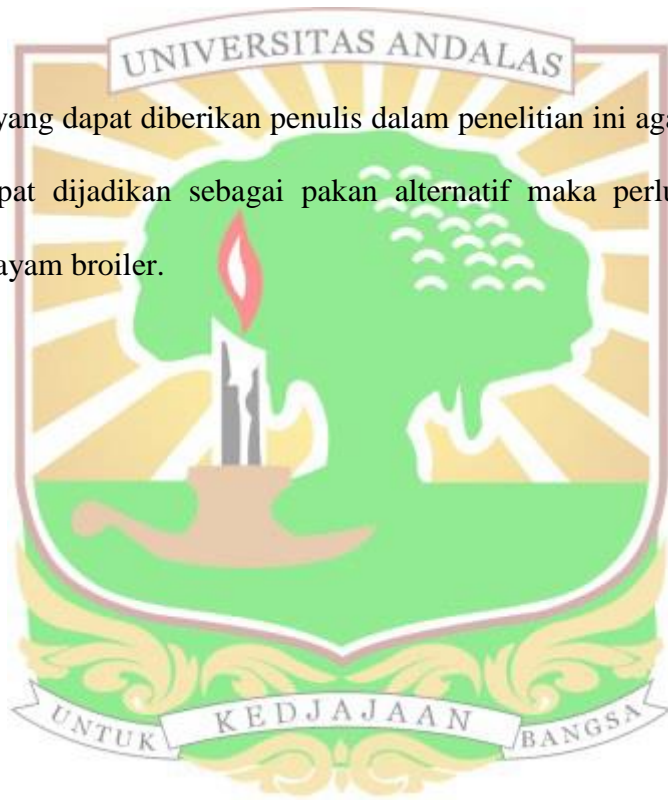 UNIVERSITAS ANDALAS
yang dapat diberikan penulis dalam penelitian ini
pat dijadikan sebagai pakan alternatif maka perlu
ayam broiler.
UNTUK KEDJAJAAN BANGSA